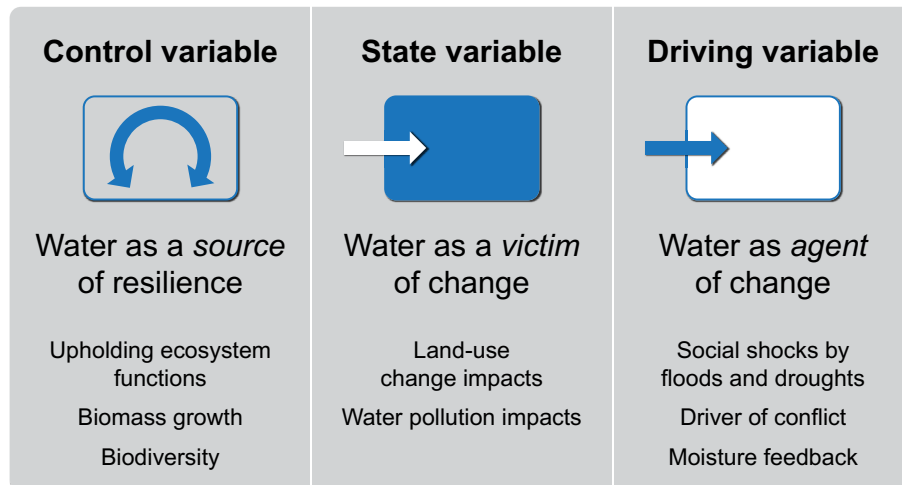 Control variable
Water as a source
of resilience
Upholding ecosystem
functions
Biomass growth
Biodiversity
State variable
Water as a victim
of change
Land-use
change impacts
Water pollution impacts
Driving variable
Water as agent
of change
Social shocks by
floods and droughts
Driver of conflict
Moisture feedback